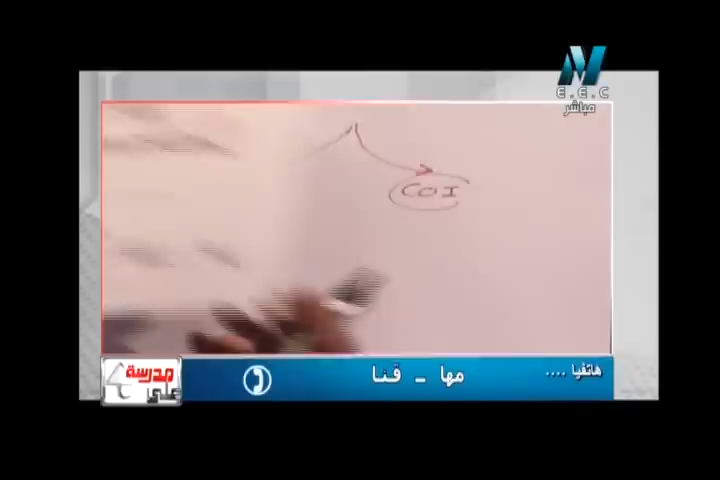 E.E.C
مباشر
COI
هاتفيا ....
مها - قنا
مدرسة
على